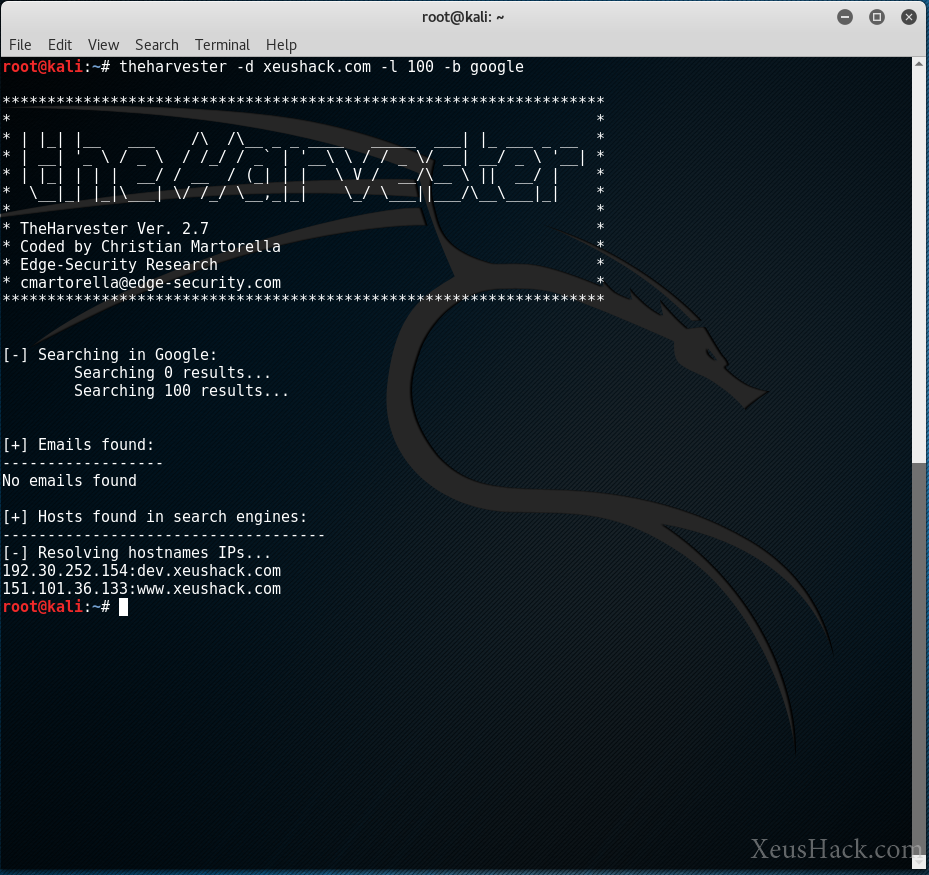 root@kali: ~
File Edit View Search Terminal Help
root@kali:~# theharvester -d xeushack.com -l 100 -b google
*******************************************************************
*                                                                 *
* | |_| |__   ___    /\  /\__ _ _ ____   _____  ___| |_ ___ _ __  *
* | __| '_ \ / _ \  / /_/ / _` | '__\ \ / / _ \/ __| __/ _ \ '__| *
* | |_| | | |  __/ / __  / (_| | |   \ V /  __/\__ \ ||  __/ |    *
*  \__|_| |_|\___| \/ /_/ \__,_|_|    \_/ \___||___/\__\___|_|    *
*                                                                 *
* TheHarvester Ver. 2.7                                           *
* Coded by Christian Martorella                                   *
* Edge-Security Research                                          *
* cmartorella@edge-security.com                                   *
*******************************************************************
[-] Searching in Google:
Searching 0 results...
Searching 100 results...
[+] Emails found:
------------------
No emails found
[+] Hosts found in search engines:
------------------------------------
[-] Resolving hostnames IPs...
192.30.252.154:dev.xeushack.com
151.101.36.133:www.xeushack.com
root@kali:~#
XeusHack.com